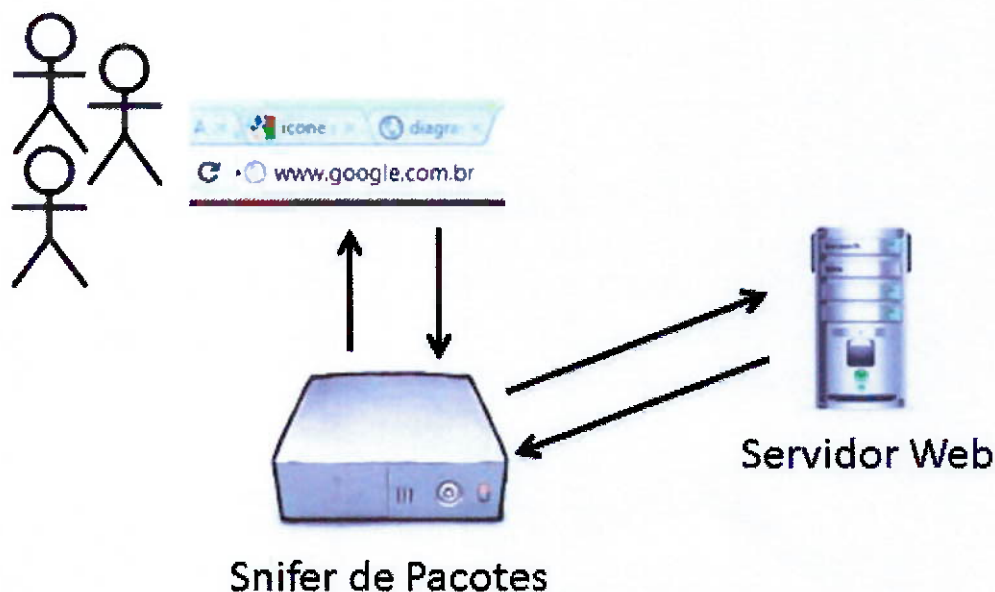 icone
diagra
www.google.com.br
Servidor Web
Snifer de Pacotes